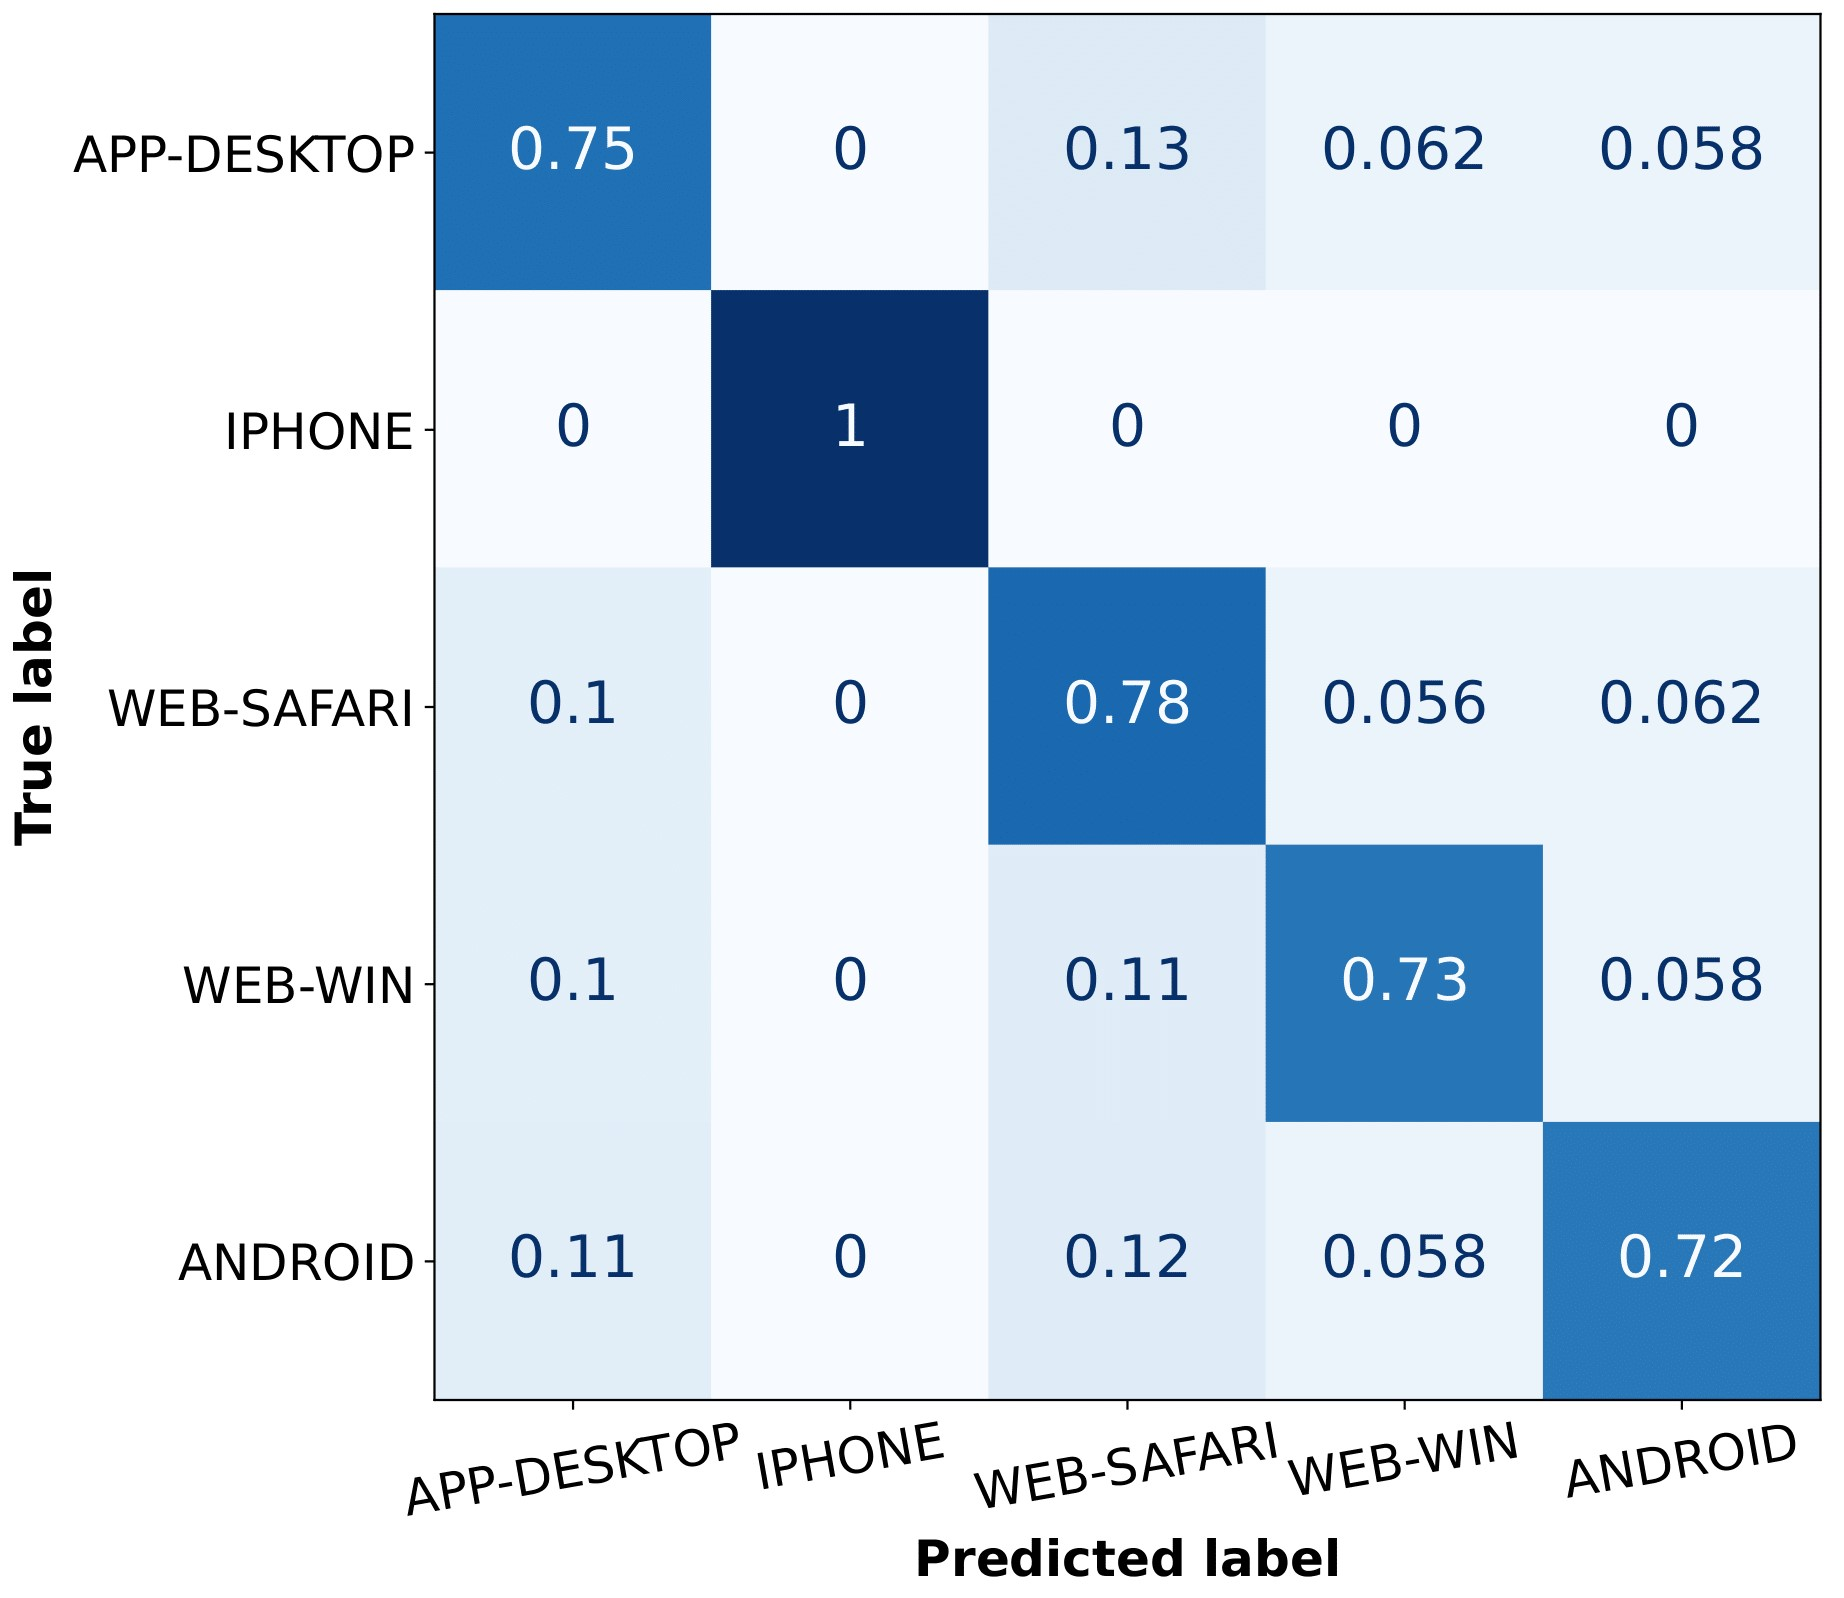 APP-DESKTOP 0.75 0 0.13 0.062 0.058
IPHONE 0 1 0 0 0
WEB-SAFARI 0.1 0 0.78 0.056 0.062
WEB-WIN 0.1 0 0.11 0.73 0.058
ANDROID 0.11 0 0.12 0.058 0.72
True label
APP-DESKTOP IPHONE WEB-SAFARI WEB-WIN ANDROID
Predicted label